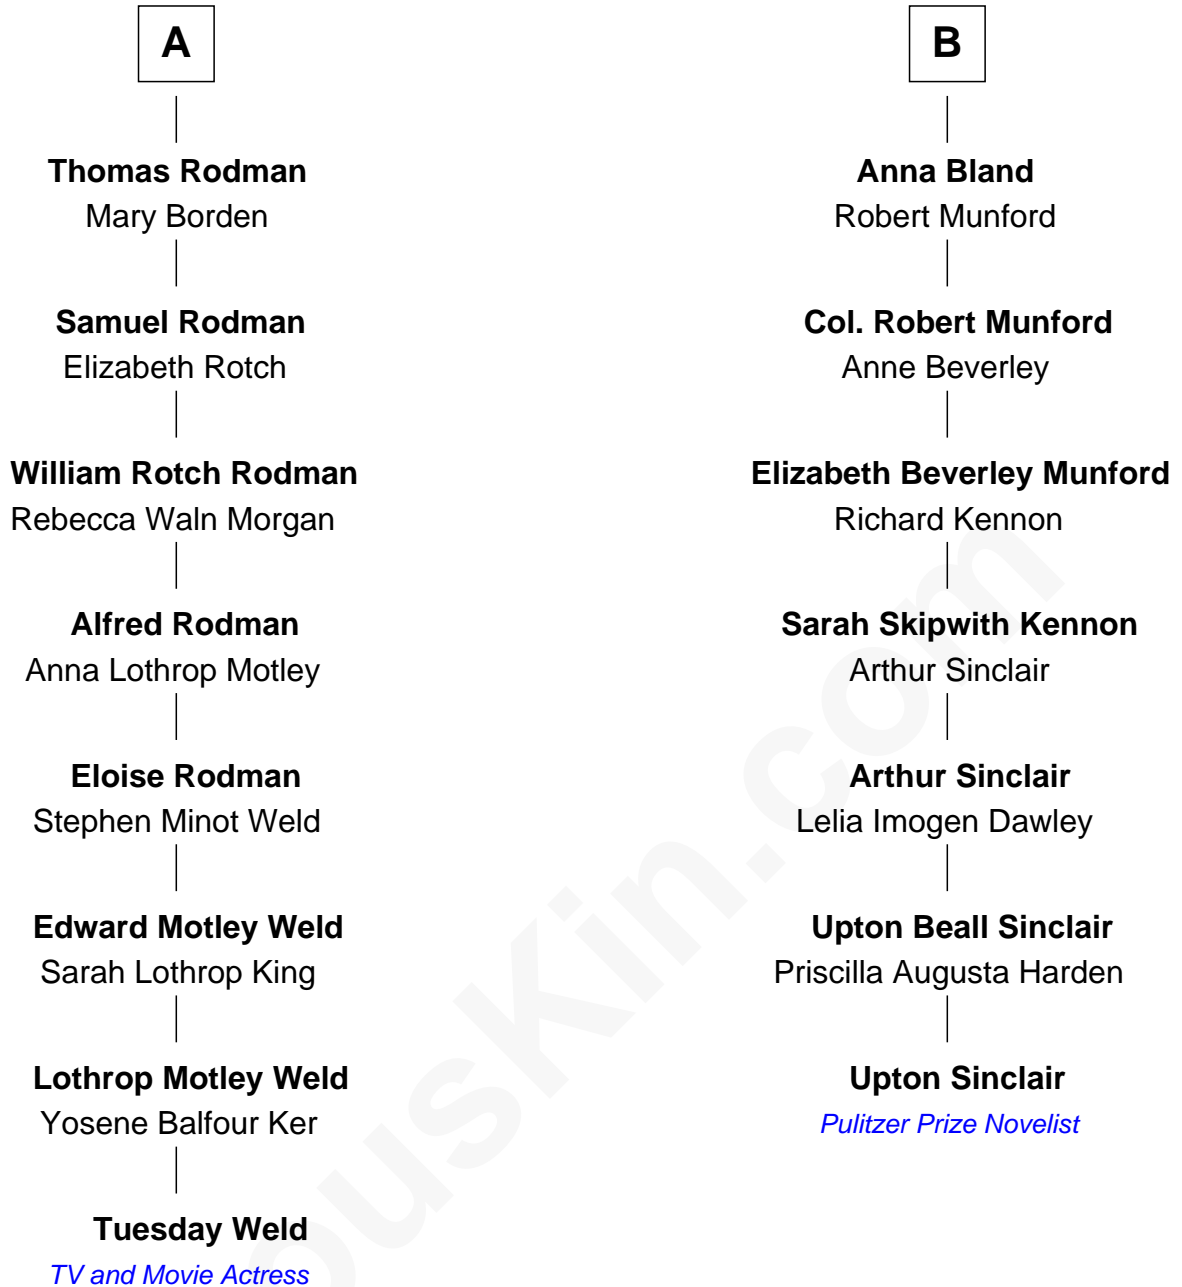 A
Thomas Rodman
Mary Borden
Samuel Rodman
Elizabeth Rotch
William Rotch Rodman
Rebecca Waln Morgan
Alfred Rodman
Anna Lothrop Motley
Eloise Rodman
Stephen Minot Weld
Edward Motley Weld
Sarah Lothrop King
Lothrop Motley Weld
Yosene Balfour Ker
Tuesday Weld
TV and Movie Actress
B
Anna Bland
Robert Munford
Col. Robert Munford
Anne Beverley
Elizabeth Beverley Munford
Richard Kennon
Sarah Skipwith Kennon
Arthur Sinclair
Arthur Sinclair
Lelia Imogen Dawley
Upton Beall Sinclair
Priscilla Augusta Harden
Upton Sinclair
Pulitzer Prize Novelist
ousKin.com